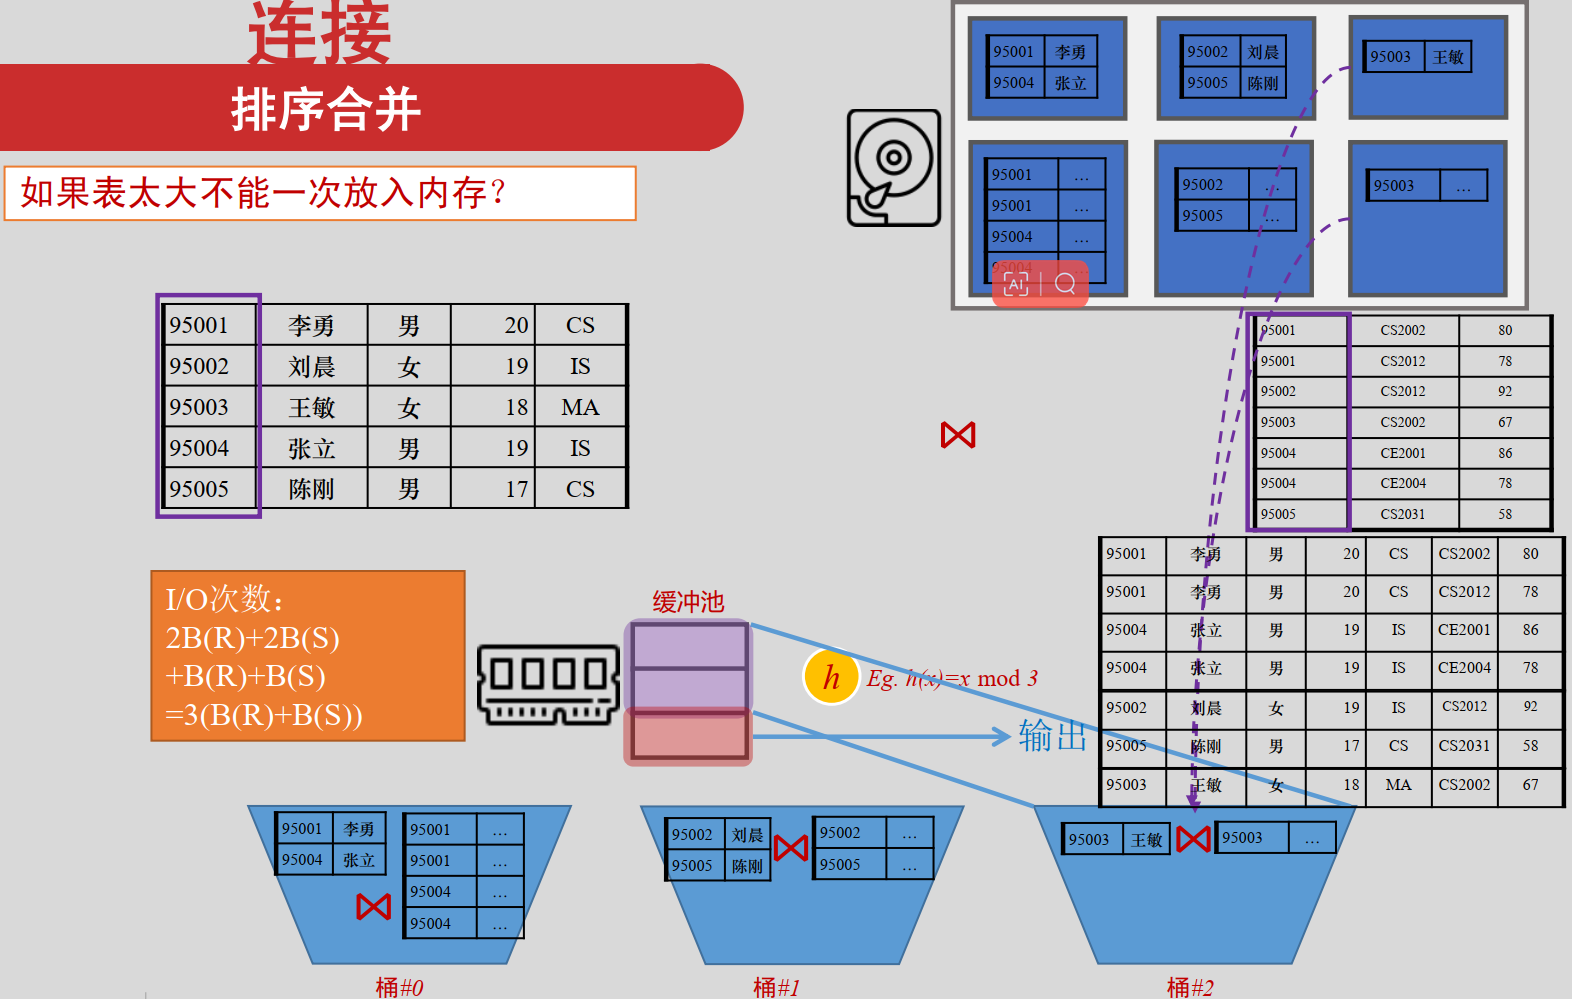 连接
排序合并
如果表太大不能一次放入内存？
95001 李勇
95004 张立
95002 刘晨
95005 陈刚
95003 王敏
95001 ...
95001 ...
95004 ...
95004 ...
95002 ...
95005 ...
95003 ...
AI
95001 李勇 男 20 CS
95002 刘晨 女 19 IS
95003 王敏 女 18 MA
95004 张立 男 19 IS
95005 陈刚 男 17 CS
⋈
95001 CS2002 80
95001 CS2012 78
95002 CS2012 92
95003 CS2002 67
95004 CE2001 86
95004 CE2004 78
95005 CS2031 58
I/O次数：
2B(R)+2B(S)
+B(R)+B(S)
=3(B(R)+B(S))
缓冲池
h
Eg. h(x)=x mod 3
输出
95001 李勇 男 20 CS CS2002 80
95001 李勇 男 20 CS CS2012 78
95004 张立 男 19 IS CE2001 86
95004 张立 男 19 IS CE2004 78
95002 刘晨 女 19 IS CS2012 92
95005 陈刚 男 17 CS CS2031 58
95003 王敏 女 18 MA CS2002 67
95001 李勇
95004 张立
⋈
95001 ...
95001 ...
95004 ...
95004 ...
桶#0
95002 刘晨
95005 陈刚
⋈
95002 ...
95005 ...
桶#1
95003 王敏 ⋈ 95003 ...
桶#2